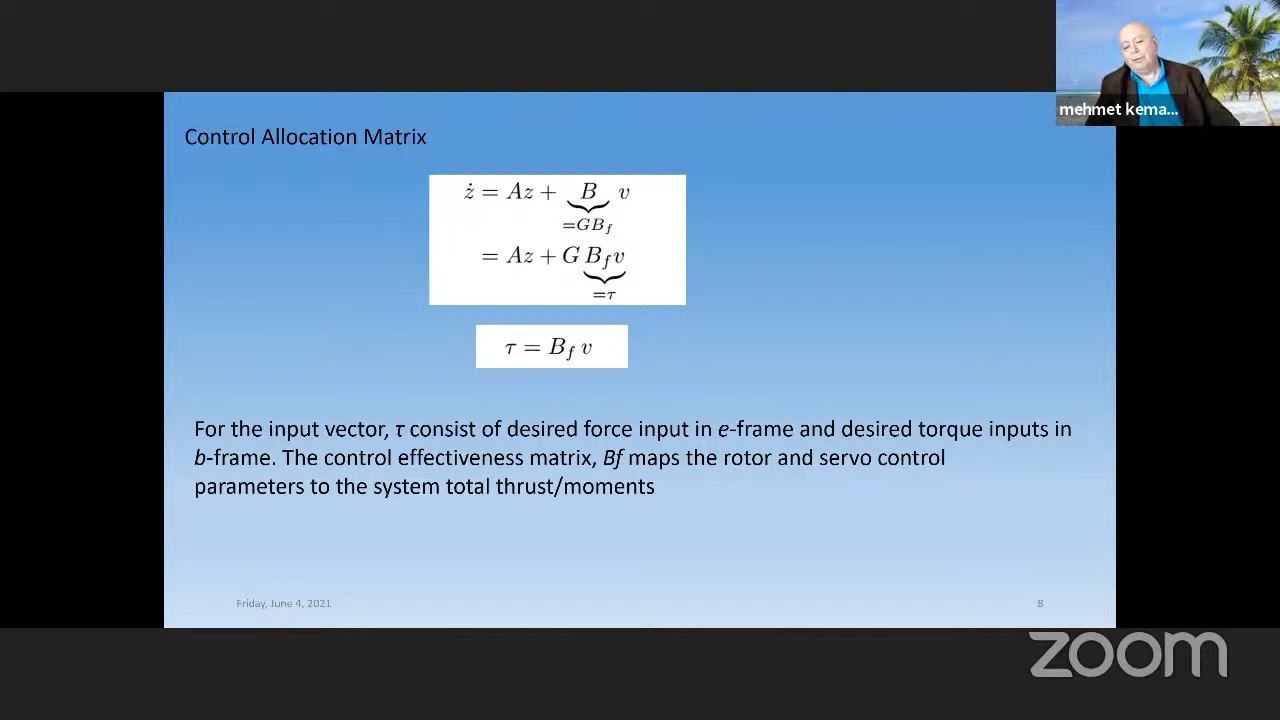 mehmet kema...
Control Allocation Matrix
ż = Az + B v
=GB_f
= Az + G B_f v
=τ
τ = B_f v
For the input vector, τ consist of desired force input in e-frame and desired torque inputs in
b-frame. The control effectiveness matrix, Bf maps the rotor and servo control
parameters to the system total thrust/moments
Friday, June 4, 2021
8
zoom